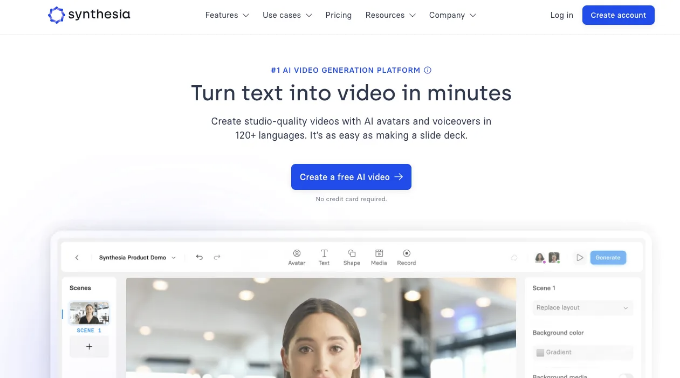 synthesia
Features
Use cases
Pricing
Resources
Company
Log in
Create account
#1 AI VIDEO GENERATION PLATFORM
Turn text into video in minutes
Create studio-quality videos with AI avatars and voiceovers in
120+ languages. It's as easy as making a slide deck.
Create a free AI video →
No credit card required.
Synthesia Product Demo
Avatar
Text
Shape
Media
Record
Generate
Scenes
SCENE 1
+
Scene 1
Replace layout
Background color
Gradient
Background media